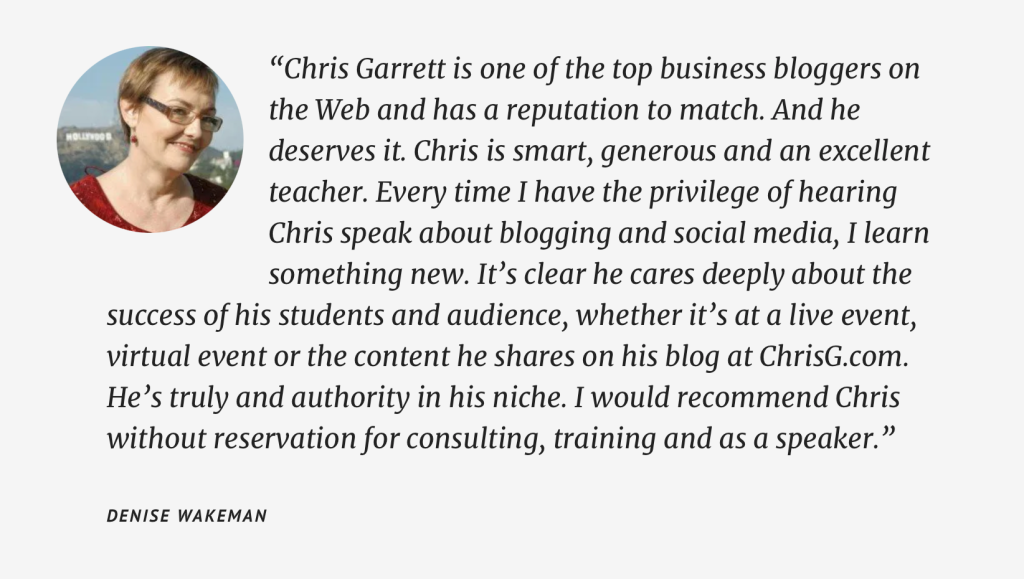 HOLLYWOOD
“Chris Garrett is one of the top business bloggers on
the Web and has a reputation to match. And he
deserves it. Chris is smart, generous and an excellent
teacher. Every time I have the privilege of hearing
Chris speak about blogging and social media, I learn
something new. It’s clear he cares deeply about the
success of his students and audience, whether it’s at a live event,
virtual event or the content he shares on his blog at ChrisG.com.
He’s truly and authority in his niche. I would recommend Chris
without reservation for consulting, training and as a speaker.”
DENISE WAKEMAN